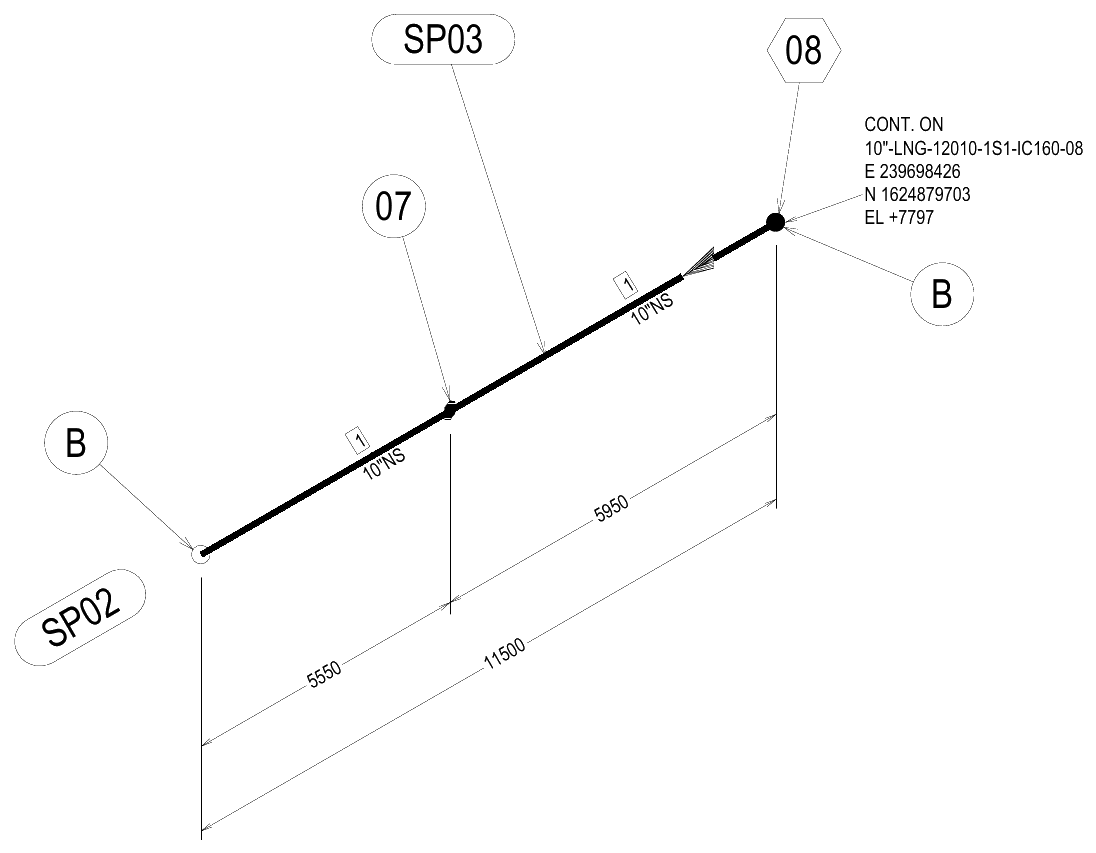 SP03
08
CONT. ON
10"-LNG-12010-1S1-IC160-08
E 239698426
N 1624879703
EL +7797
07
B
1
10"NS
B
1
10"NS
5950
SP02
11500
5550